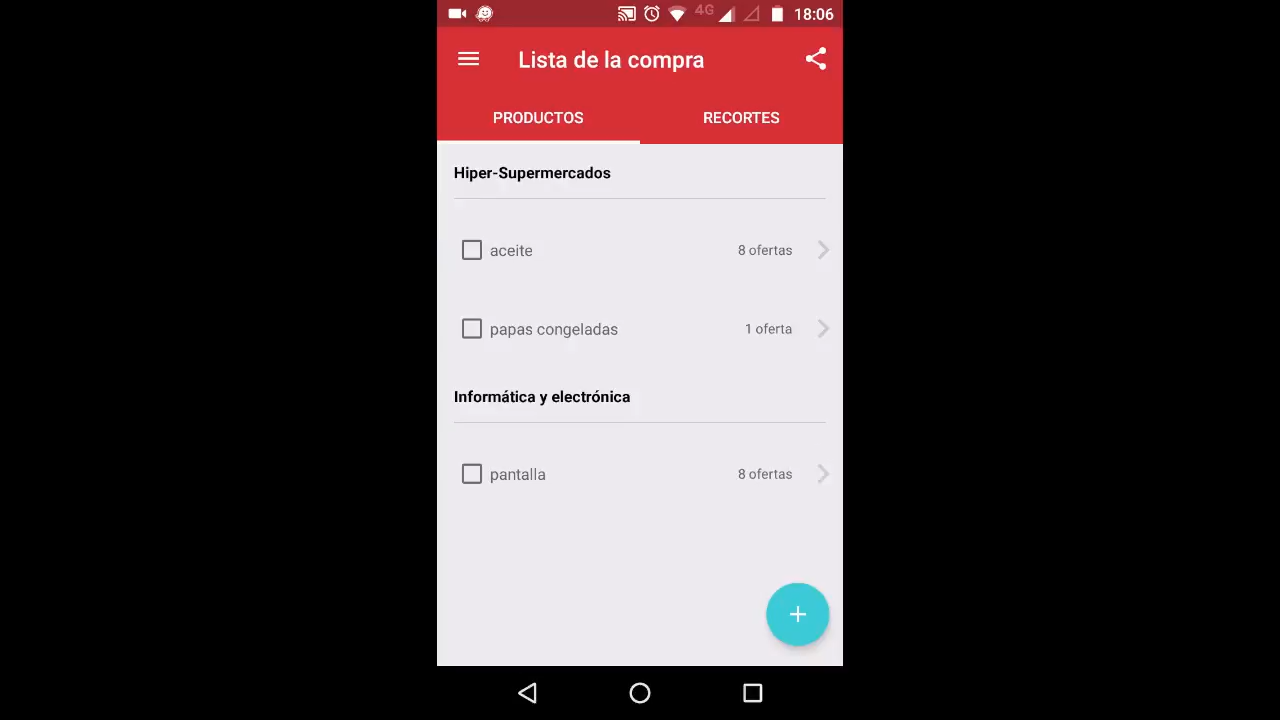 4G 18:06
Lista de la compra
PRODUCTOS RECORTES
Hiper-Supermercados
aceite 8 ofertas
papas congeladas 1 oferta
Informática y electrónica
pantalla 8 ofertas